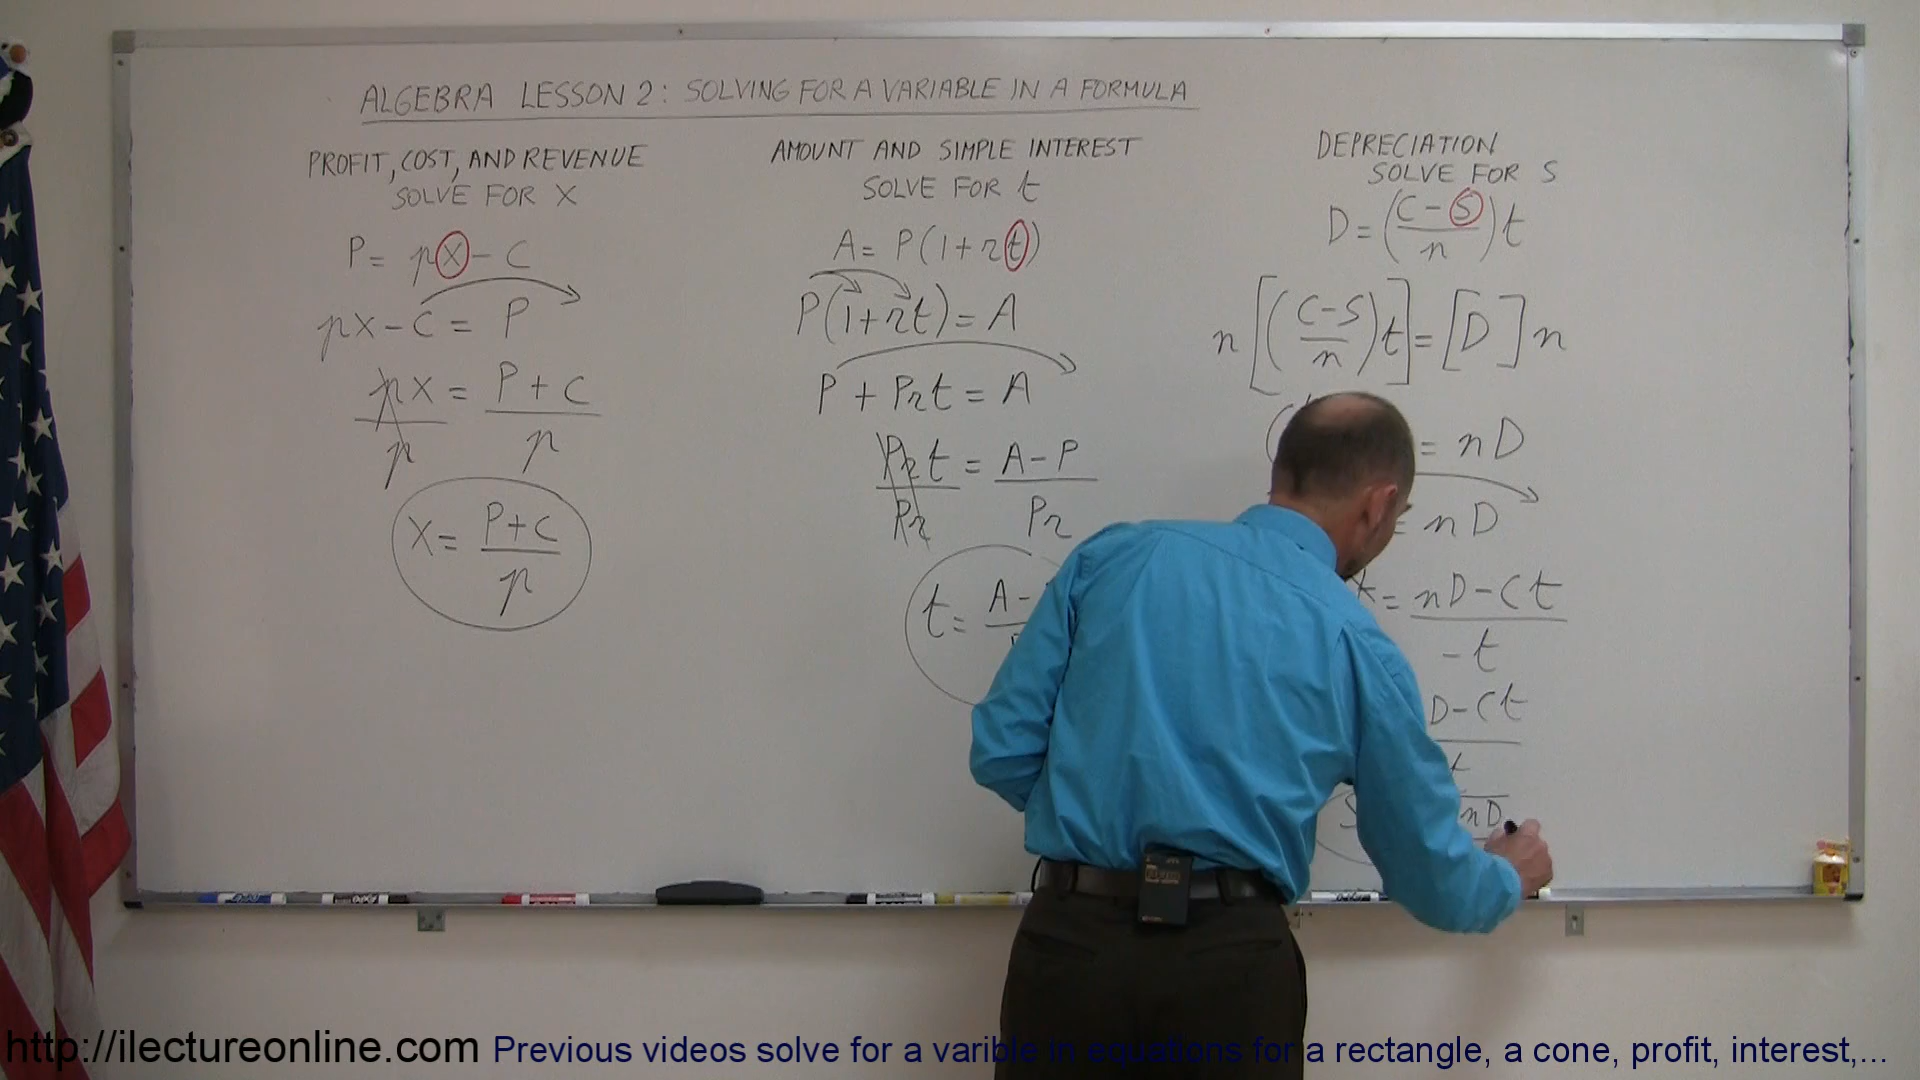 ALGEBRA LESSON 2: SOLVING FOR A VARIABLE IN A FORMULA
PROFIT, COST, AND REVENUE
SOLVE FOR X
P = px - C
px - C = P
px = P + C
p p
X = P + C
p
AMOUNT AND SIMPLE INTEREST
SOLVE FOR t
A = P(1 + rt)
P(1 + rt) = A
P + Prt = A
Prt = A - P
Pr Pr
t = A -
DEPRECIATION
SOLVE FOR S
D = (C - S) t
n
n [(C - S) t] = [D] n
n
= nD
= nD
= nD - Ct
- t
D - Ct
t
S nD
http://ilectureonline.com Previous videos solve for a varible in equations for a rectangle, a cone, profit, interest,...